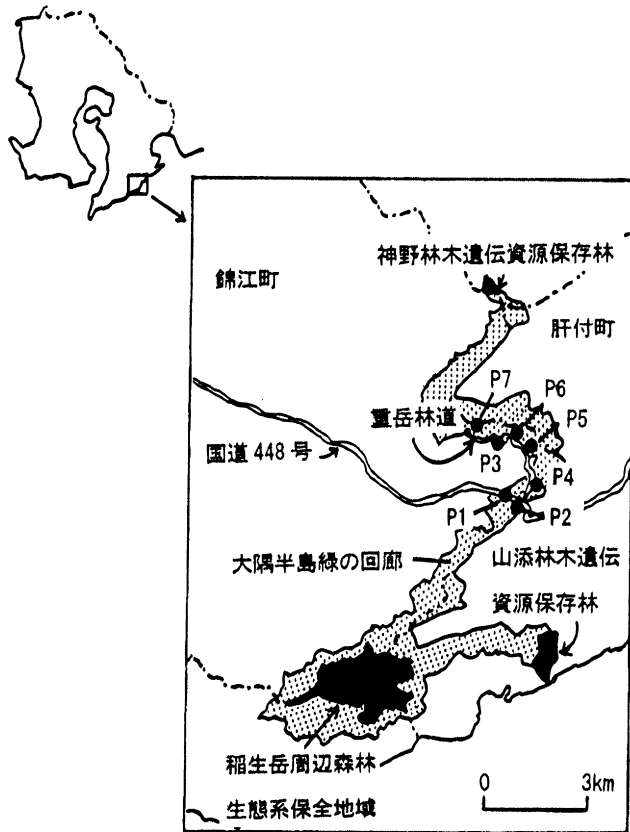 神野林木遺伝資源保存林
錦江町
肝付町
P7
P6
重岳林道
P5
国道448号
P3
P4
P1
P2
大隅半島緑の回廊
山添林木遺伝
資源保存林
稲生岳周辺森林
生態系保全地域
0 3km